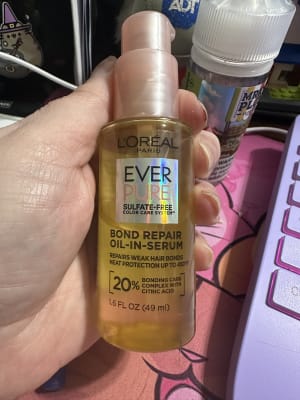 ADT
L'ORÉAL
PARIS
EVER
PURE
SULFATE-FREE
COLOR CARE SYSTEM
BOND REPAIR
OIL-IN-SERUM
REPAIRS WEAK HAIR BONDS
HEAT PROTECTION UP TO 450°F
20% BONDING CARE
COMPLEX WITH
CITRIC ACID
1.6 FL OZ (49 ml)